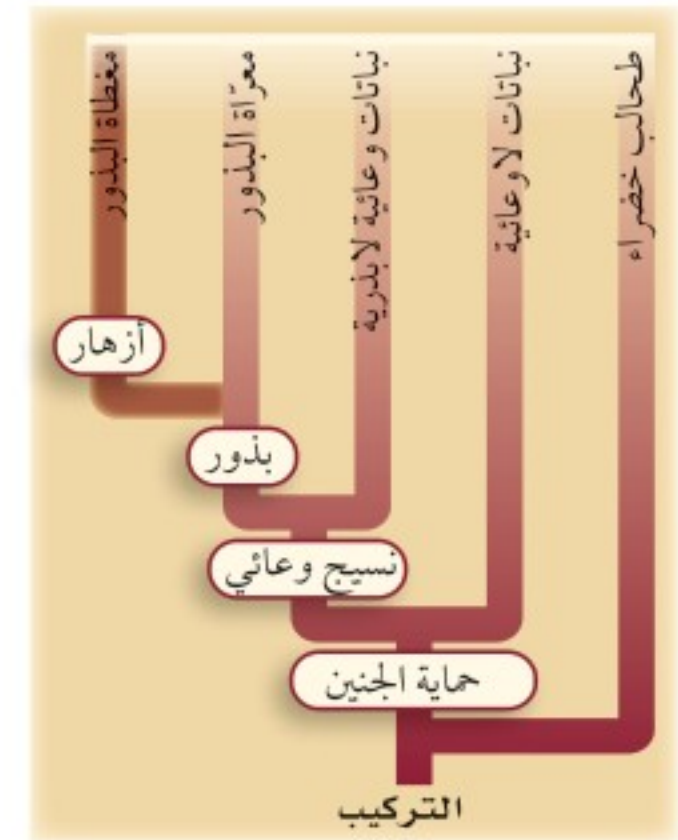 طحالب خضراء
نباتات لاوعائية
نباتات وعائية لابذرية
معرّاة البذور
مغطاة البذور
أزهار
بذور
نسيج وعائي
حماية الجنين
التركيب